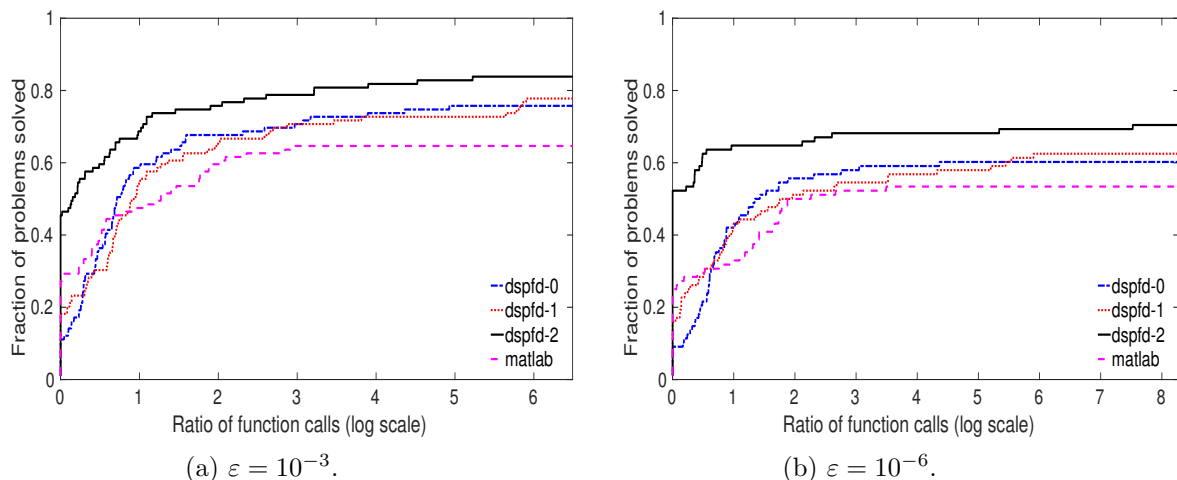 Fraction of problems solved
1
0.8
0.6
0.4
0.2
0
0 1 2 3 4 5 6
Ratio of function calls (log scale)
dspfd-0
dspfd-1
dspfd-2
matlab
(a) ε = 10⁻³.
Fraction of problems solved
1
0.8
0.6
0.4
0.2
0
0 1 2 3 4 5 6 7 8
Ratio of function calls (log scale)
dspfd-0
dspfd-1
dspfd-2
matlab
(b) ε = 10⁻⁶.